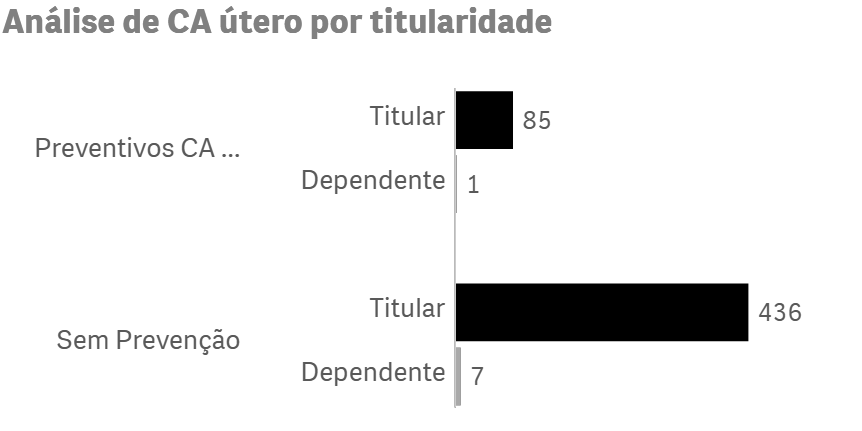 Análise de CA útero por titularidade
Titular 85
Preventivos CA ...
Dependente 1
Titular 436
Sem Prevenção
Dependente 7